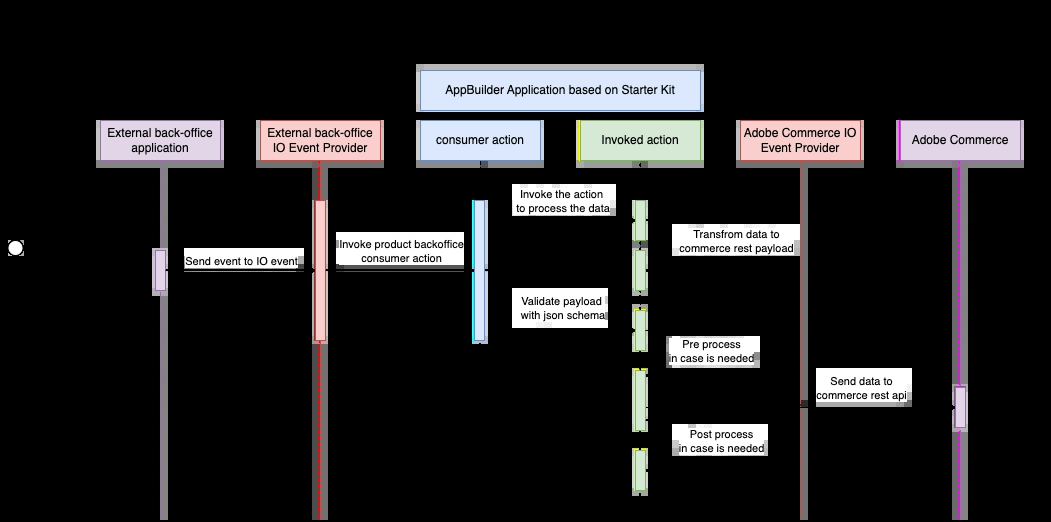 AppBuilder Application based on Starter Kit
External back-office
application
External back-office
IO Event Provider
consumer action
Invoked action
Adobe Commerce IO
Event Provider
Adobe Commerce
Invoke the action
to process the data
Transfrom data to
commerce rest payload
Send event to IO event
Invoke product backoffice
consumer action
Validate payload
with json schema
Pre process
in case is needed
Send data to
commerce rest api
Post process
in case is needed